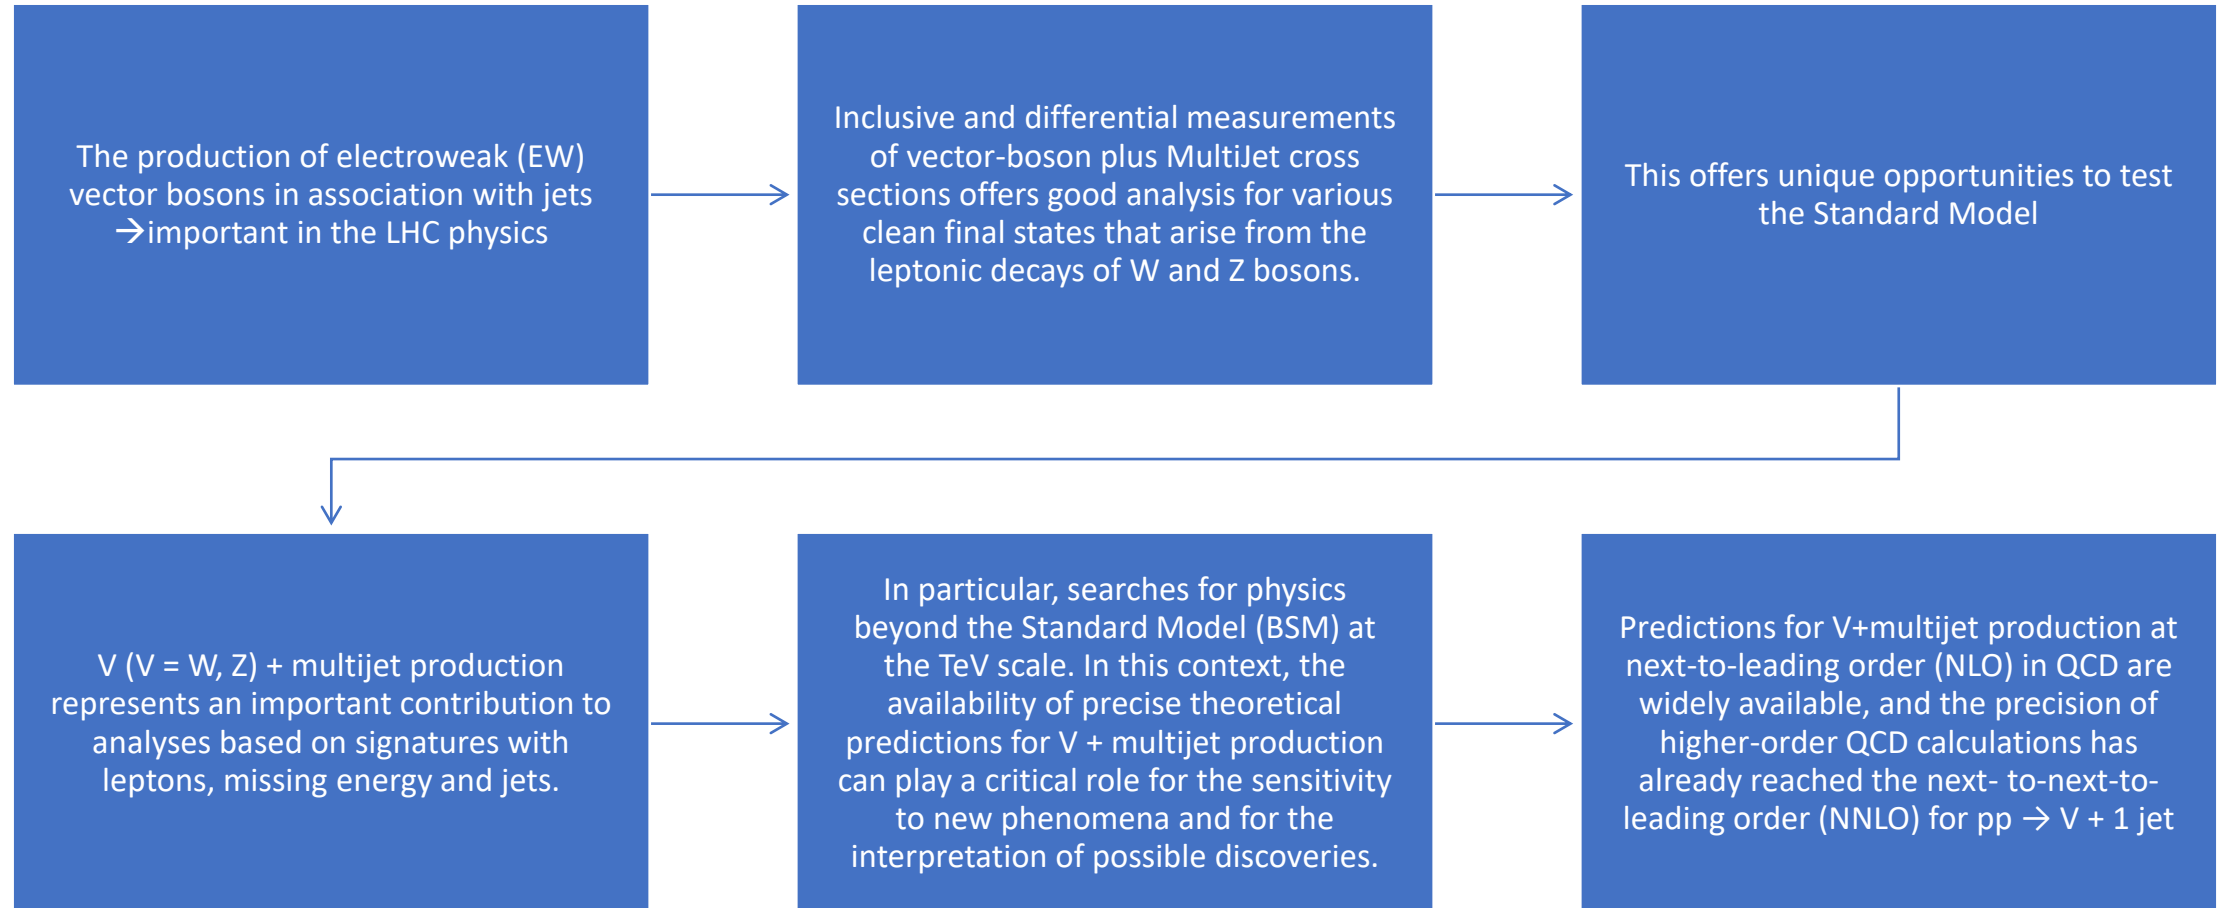 The production of electroweak (EW)
vector bosons in association with jets
→important in the LHC physics
Inclusive and differential measurements
of vector-boson plus MultiJet cross
sections offers good analysis for various
clean final states that arise from the
leptonic decays of W and Z bosons.
This offers unique opportunities to test
the Standard Model
V (V = W, Z) + multijet production
represents an important contribution to
analyses based on signatures with
leptons, missing energy and jets.
In particular, searches for physics
beyond the Standard Model (BSM) at
the TeV scale. In this context, the
availability of precise theoretical
predictions for V + multijet production
can play a critical role for the sensitivity
to new phenomena and for the
interpretation of possible discoveries.
Predictions for V+multijet production at
next-to-leading order (NLO) in QCD are
widely available, and the precision of
higher-order QCD calculations has
already reached the next- to-next-to-
leading order (NNLO) for pp → V + 1 jet